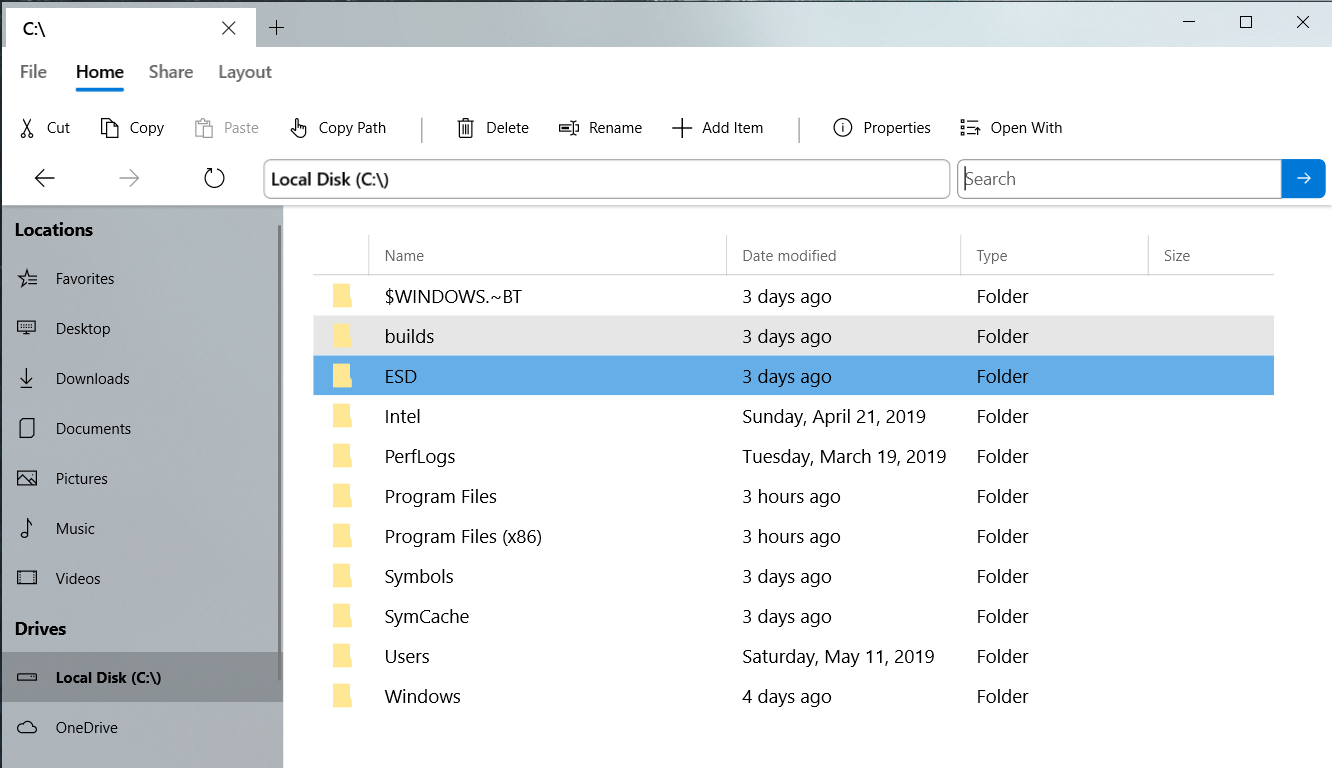 C:\
File Home Share Layout
Cut Copy Paste Copy Path Delete Rename Add Item Properties Open With
Local Disk (C:\) Search
Locations
Favorites
Desktop
Downloads
Documents
Pictures
Music
Videos
Drives
Local Disk (C:\)
OneDrive
Name Date modified Type Size
$WINDOWS.~BT 3 days ago Folder
builds 3 days ago Folder
ESD 3 days ago Folder
Intel Sunday, April 21, 2019 Folder
PerfLogs Tuesday, March 19, 2019 Folder
Program Files 3 hours ago Folder
Program Files (x86) 3 hours ago Folder
Symbols 3 days ago Folder
SymCache 3 days ago Folder
Users Saturday, May 11, 2019 Folder
Windows 4 days ago Folder